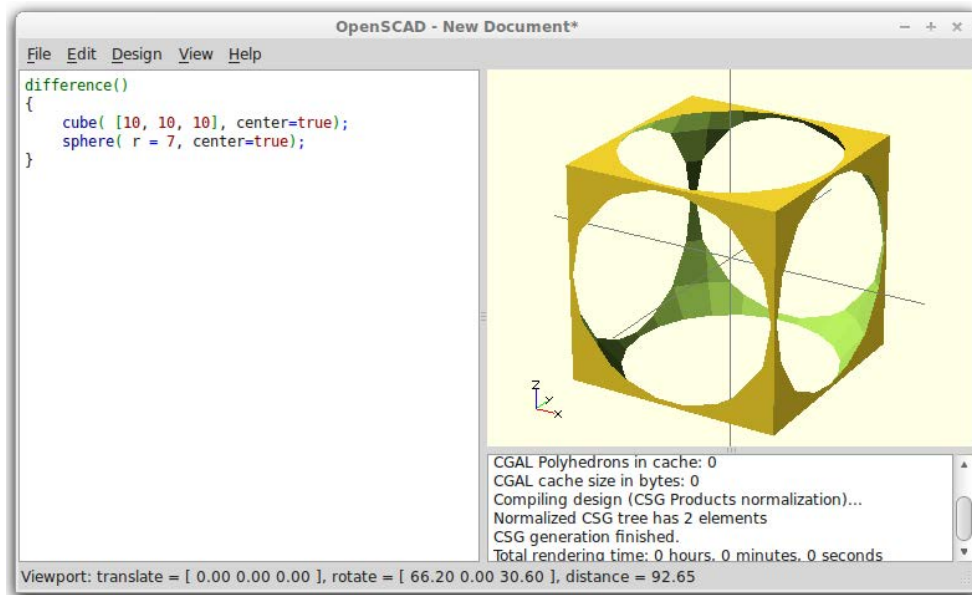 OpenSCAD - New Document*
File Edit Design View Help
difference()
{
    cube( [10, 10, 10], center=true);
    sphere( r = 7, center=true);
}
Z
Y
X
CGAL Polyhedrons in cache: 0
CGAL cache size in bytes: 0
Compiling design (CSG Products normalization)...
Normalized CSG tree has 2 elements
CSG generation finished.
Total rendering time: 0 hours, 0 minutes, 0 seconds
Viewport: translate = [ 0.00 0.00 0.00 ], rotate = [ 66.20 0.00 30.60 ], distance = 92.65